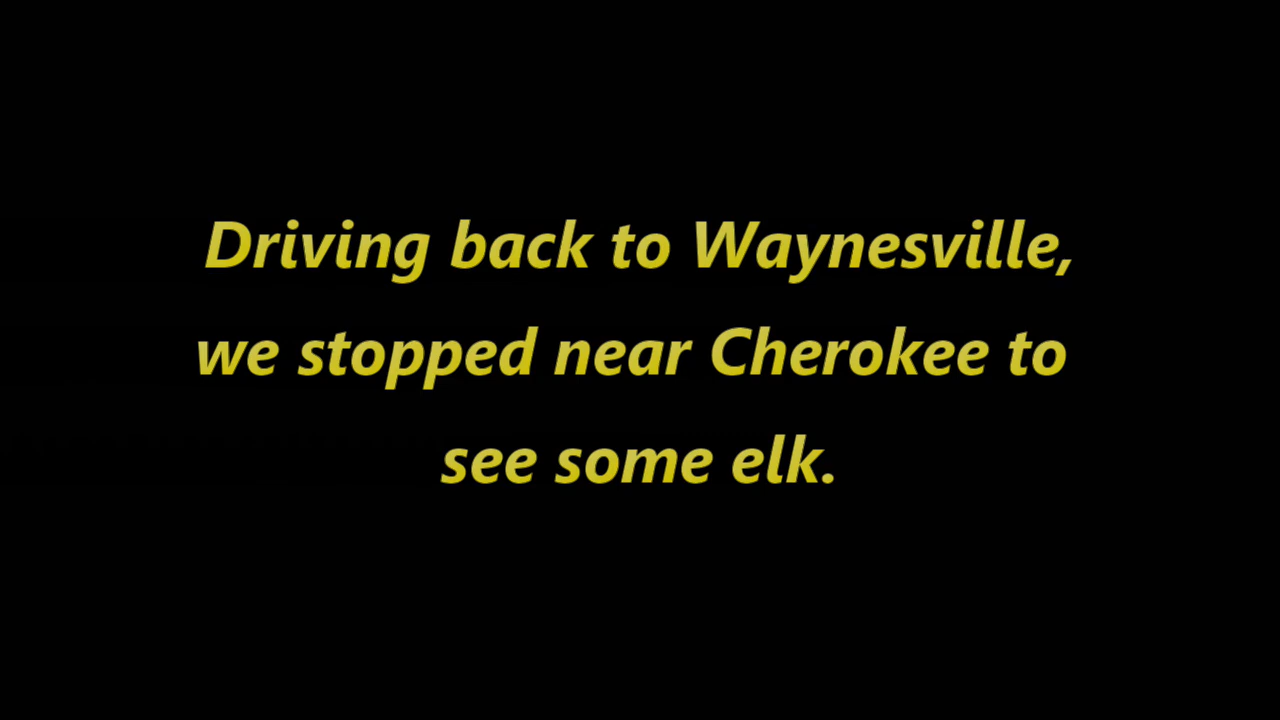 Driving back to Waynesville,
we stopped near Cherokee to
see some elk.